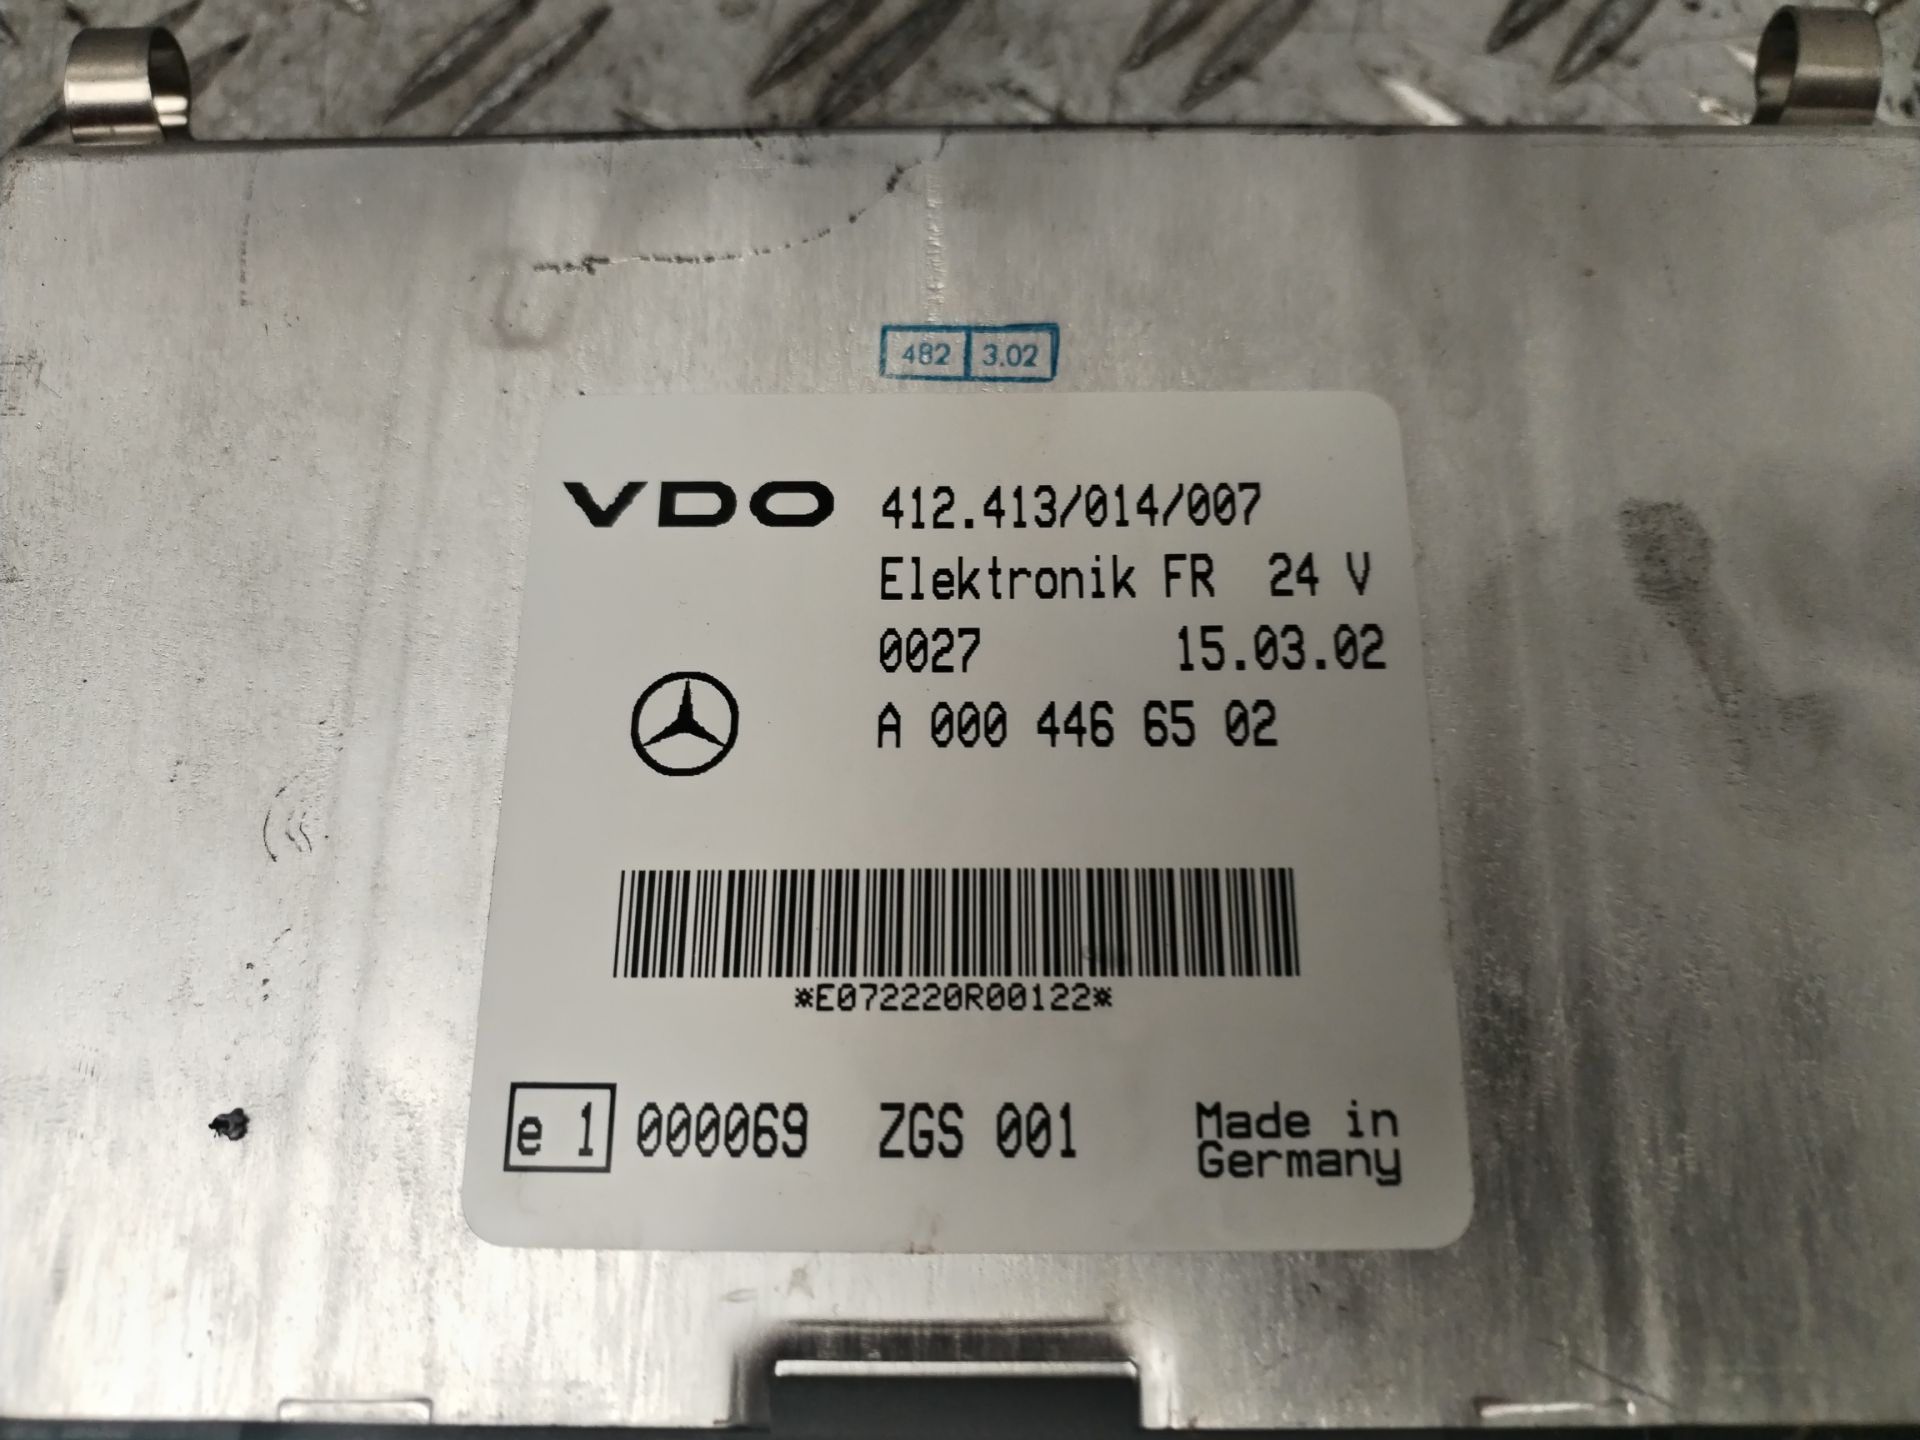 482 3.02
VDO 412.413/014/007
Elektronik FR 24 V
0027 15.03.02
A 000 446 65 02
*E072220R00122*
e 1 000069 ZGS 001 Made in
Germany